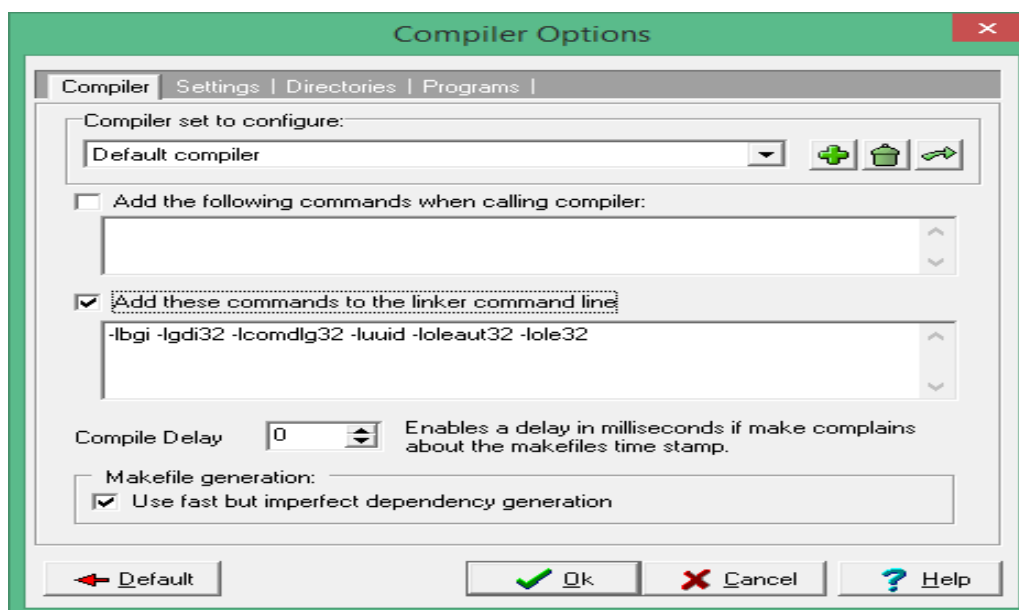 Compiler Options
Compiler Settings | Directories | Programs |
Compiler set to configure:
Default compiler
Add the following commands when calling compiler:
Add these commands to the linker command line
-lbgi -lgdi32 -lcomdlg32 -luuid -loleaut32 -lole32
Compile Delay 0 Enables a delay in milliseconds if make complains
about the makefiles time stamp.
Makefile generation:
Use fast but imperfect dependency generation
Default Ok Cancel Help